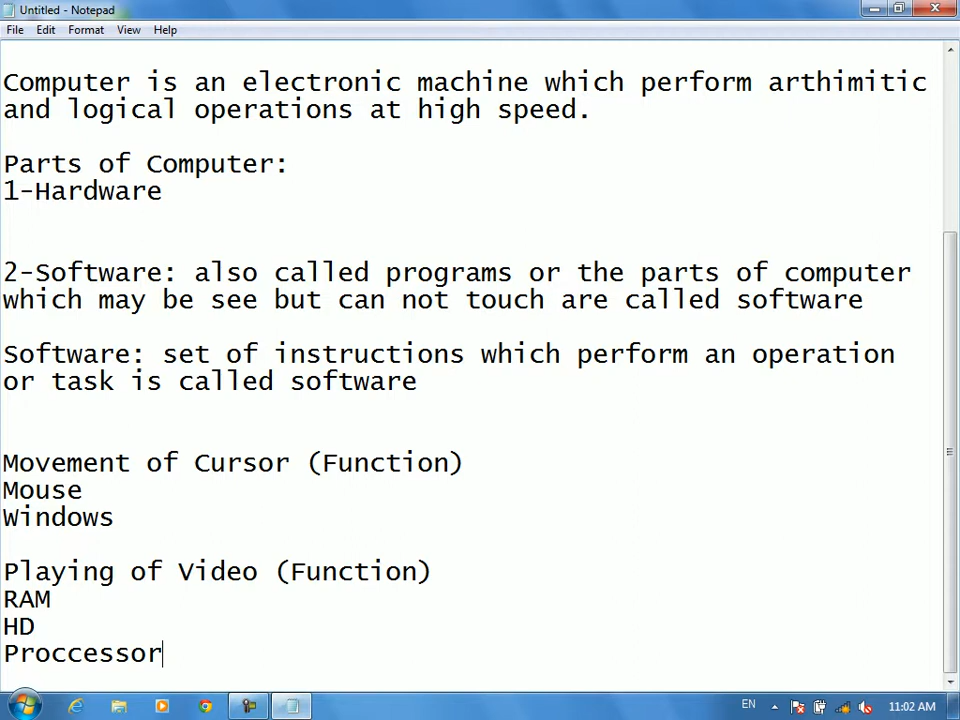 Untitled - Notepad
File Edit Format View Help
Computer is an electronic machine which perform arthimitic
and logical operations at high speed.
Parts of Computer:
1-Hardware
2-Software: also called programs or the parts of computer
which may be see but can not touch are called software
Software: set of instructions which perform an operation
or task is called software
Movement of Cursor (Function)
Mouse
Windows
Playing of Video (Function)
RAM
HD
Proccessor
EN 11:02 AM